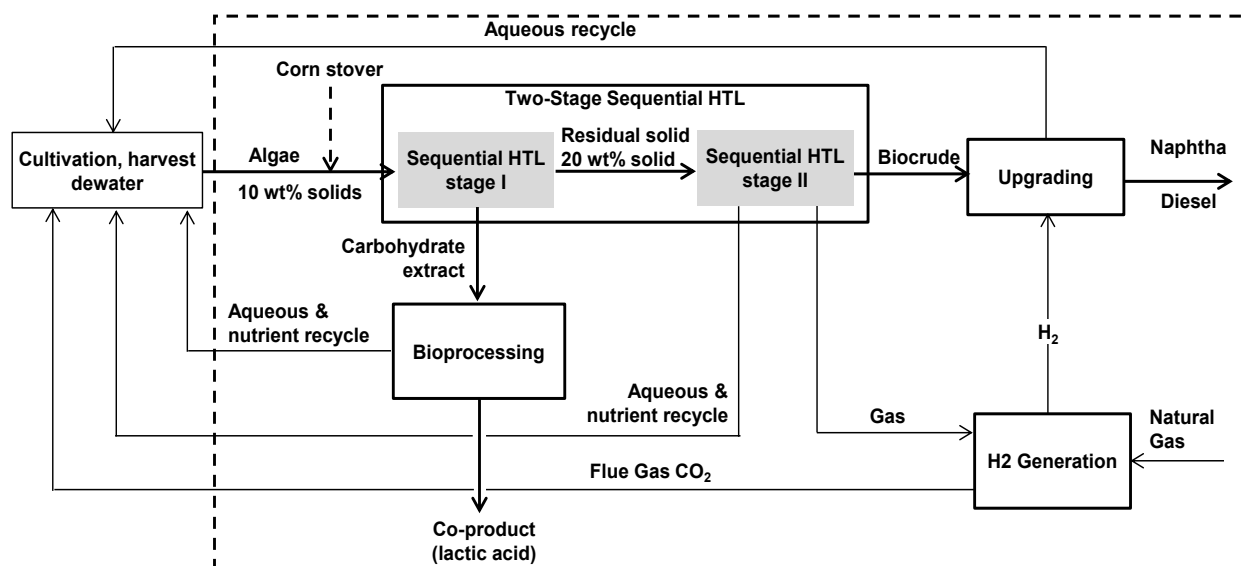 Aqueous recycle
Corn stover
Two-Stage Sequential HTL
Cultivation, harvest
dewater
Algae
10 wt% solids
Sequential HTL
stage I
Residual solid
20 wt% solid
Sequential HTL
stage II
Biocrude
Upgrading
Naphtha
Diesel
Carbohydrate
extract
Aqueous &
nutrient recycle
Bioprocessing
Aqueous &
nutrient recycle
H₂
Gas
Natural
Gas
H2 Generation
Flue Gas CO₂
Co-product
(lactic acid)